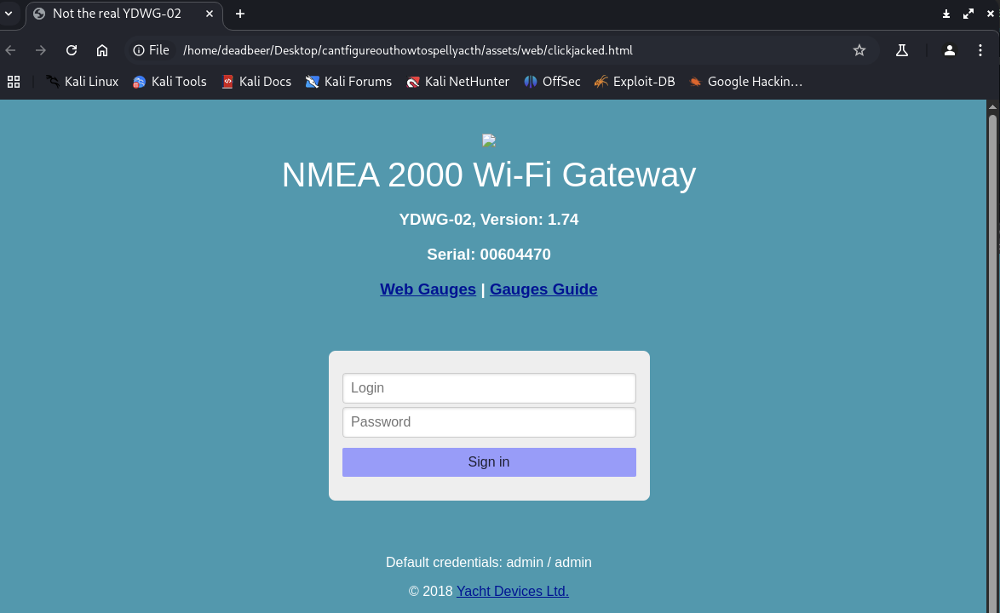 Not the real YDWG-02
File /home/deadbeer/Desktop/cantfigureouthowtospellyacth/assets/web/clickjacked.html
Kali Linux Kali Tools Kali Docs Kali Forums Kali NetHunter OffSec Exploit-DB Google Hackin…
NMEA 2000 Wi-Fi Gateway
YDWG-02, Version: 1.74
Serial: 00604470
Web Gauges | Gauges Guide
Login
Password
Sign in
Default credentials: admin / admin
© 2018 Yacht Devices Ltd.